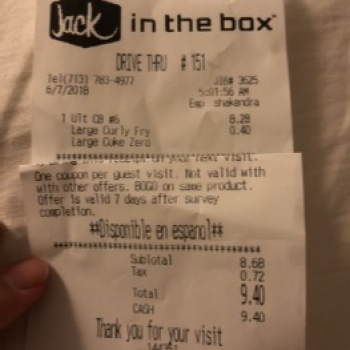 Jack in the box
DRIVE THRU # 151
Tel(713) 783-4977 JIB# 3625
6/7/2018 5:01:56 AM
Emp shakendra
1 Ult CB #6 8.28
Large Curly Fry 0.40
Large Coke Zero
on your next visit.
One coupon per guest visit. Not valid with
with other offers. BOGO on same product.
Offer is valid 7 days after survey
completion.
##Disponible en espanol##
Subtotal 8.68
Tax 0.72
Total 9.40
CASH 9.40
Thank you for your visit